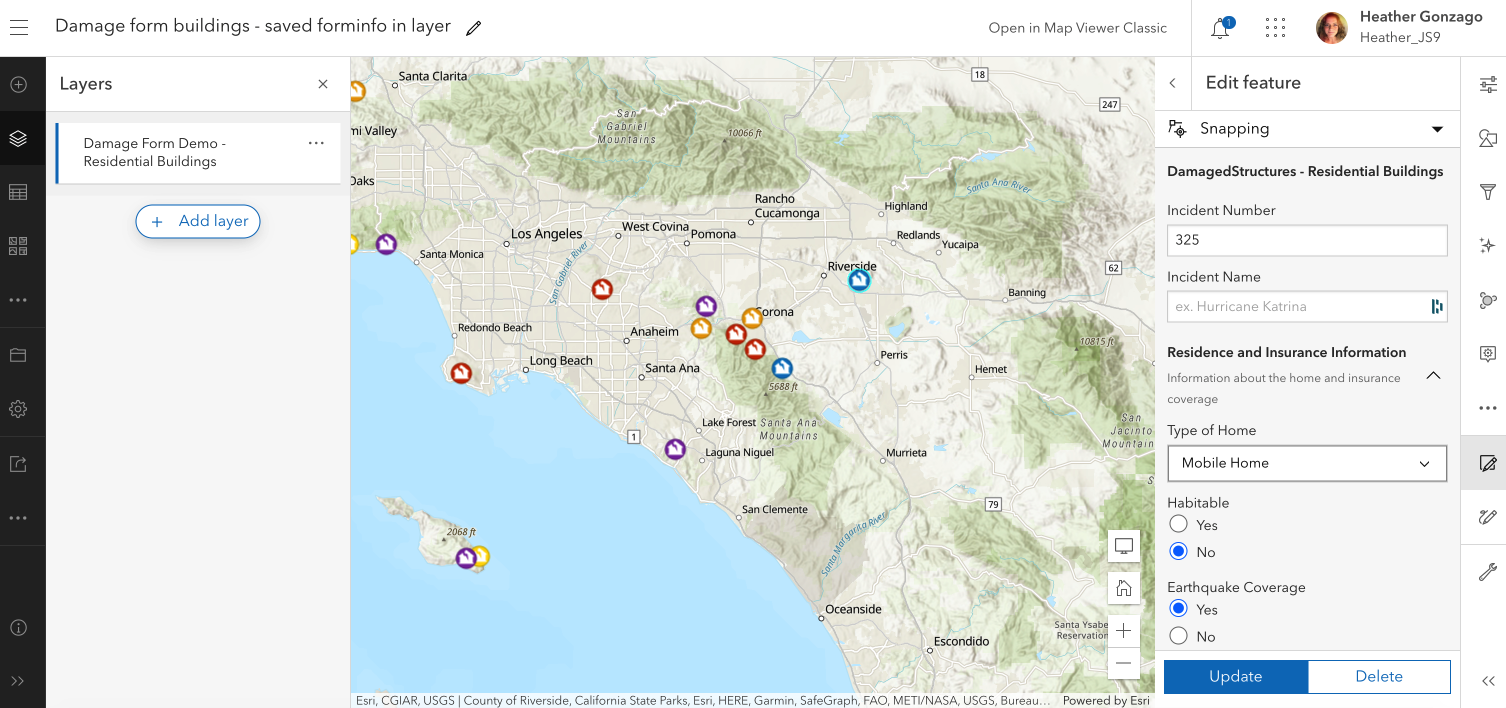 Damage form buildings - saved forminfo in layer
Open in Map Viewer Classic
1
Heather Gonzago
Heather_JS9
Layers
Damage Form Demo -
Residential Buildings
Add layer
Santa Clarita
18
247
San
Gabriel
Mountains
10066 ft
mi Valley
Oaks
Santa Ana River
Rancho
Cucamonga
Highland
Los Angeles
West Covina
Pomona
Redlands
Yucaipa
Santa Monica
San Gabriel River
Riverside
62
Banning
Corona
Redondo Beach
Anaheim
10815 ft
Long Beach
Perris
Hemet
Santa Ana
5688 ft
Lake Forest
Santa Ana
Mountains
San
Jacinto
Mountain
1
Laguna Niguel
Murrieta
79
San Clemente
Santa Margarita River
2068 ft
Oceanside
Santa Ysabe
Reservation
Escondido
Esri, CGIAR, USGS | County of Riverside, California State Parks, Esri, HERE, Garmin, SafeGraph, FAO, METI/NASA, USGS, Bureau...
Powered by Esri
Edit feature
Snapping
DamagedStructures - Residential Buildings
Incident Number
325
Incident Name
ex. Hurricane Katrina
Residence and Insurance Information
Information about the home and insurance
coverage
Type of Home
Mobile Home
Habitable
Yes
No
Earthquake Coverage
Yes
No
Update
Delete